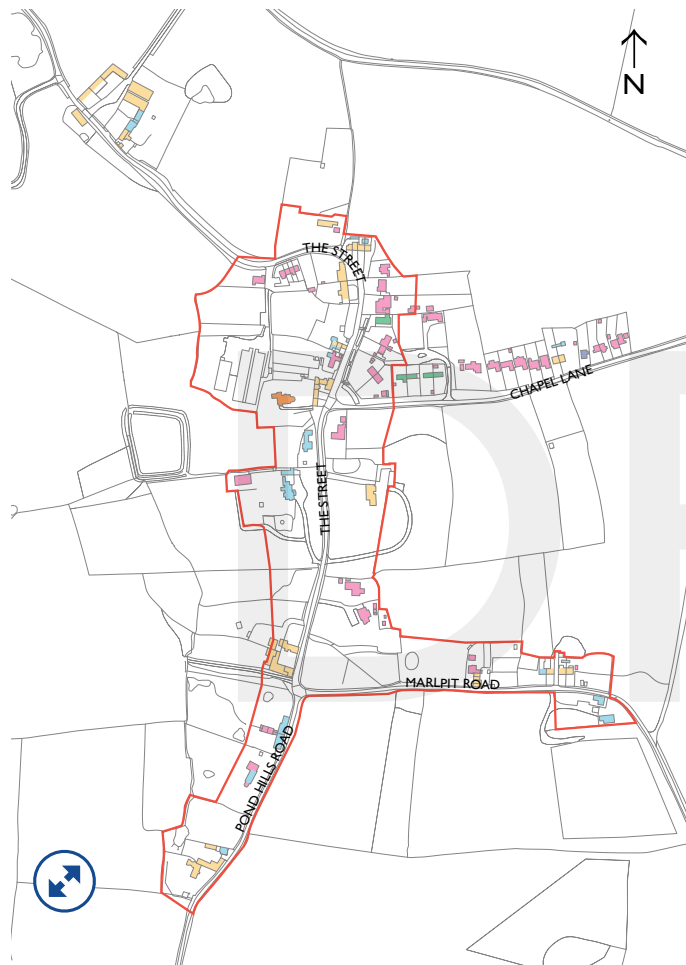 N
THE STREET
CHAPEL LANE
THE STREET
MARLPIT ROAD
POND HILLS ROAD